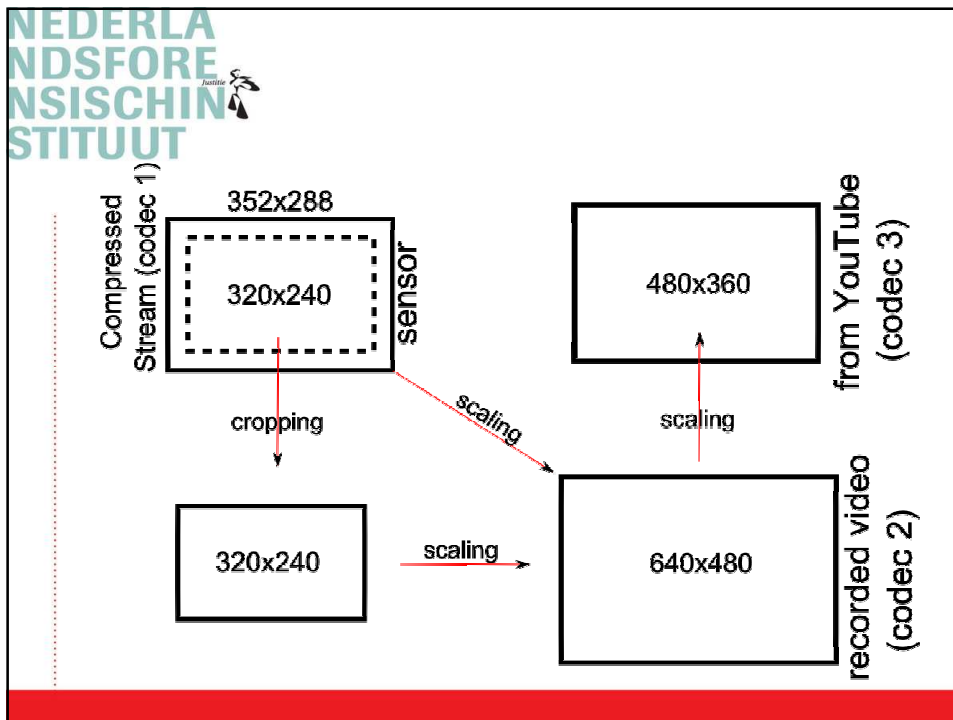 NEDERLA
NDSFORE
NSISCHIN
STITUUT
Justitie
Compressed
Stream (codec 1)
352x288
320x240
sensor
cropping
320x240
scaling
scaling
640x480
recorded video
(codec 2)
scaling
480x360
from YouTube
(codec 3)